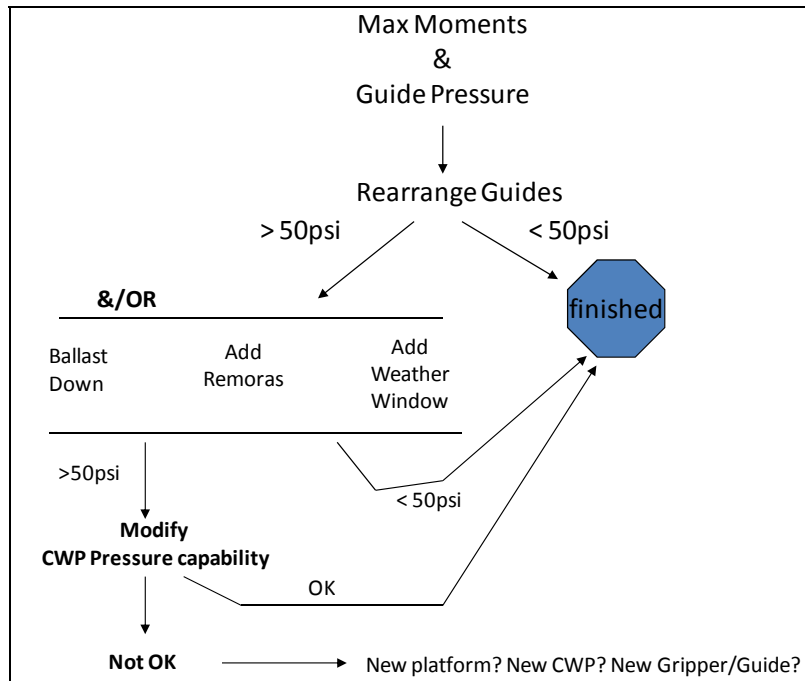 Max Moments
&
Guide Pressure
Rearrange Guides
> 50psi
< 50psi
finished
&/OR
Ballast
Down
Add
Remoras
Add
Weather
Window
>50psi
< 50psi
Modify
CWP Pressure capability
OK
Not OK
New platform? New CWP? New Gripper/Guide?